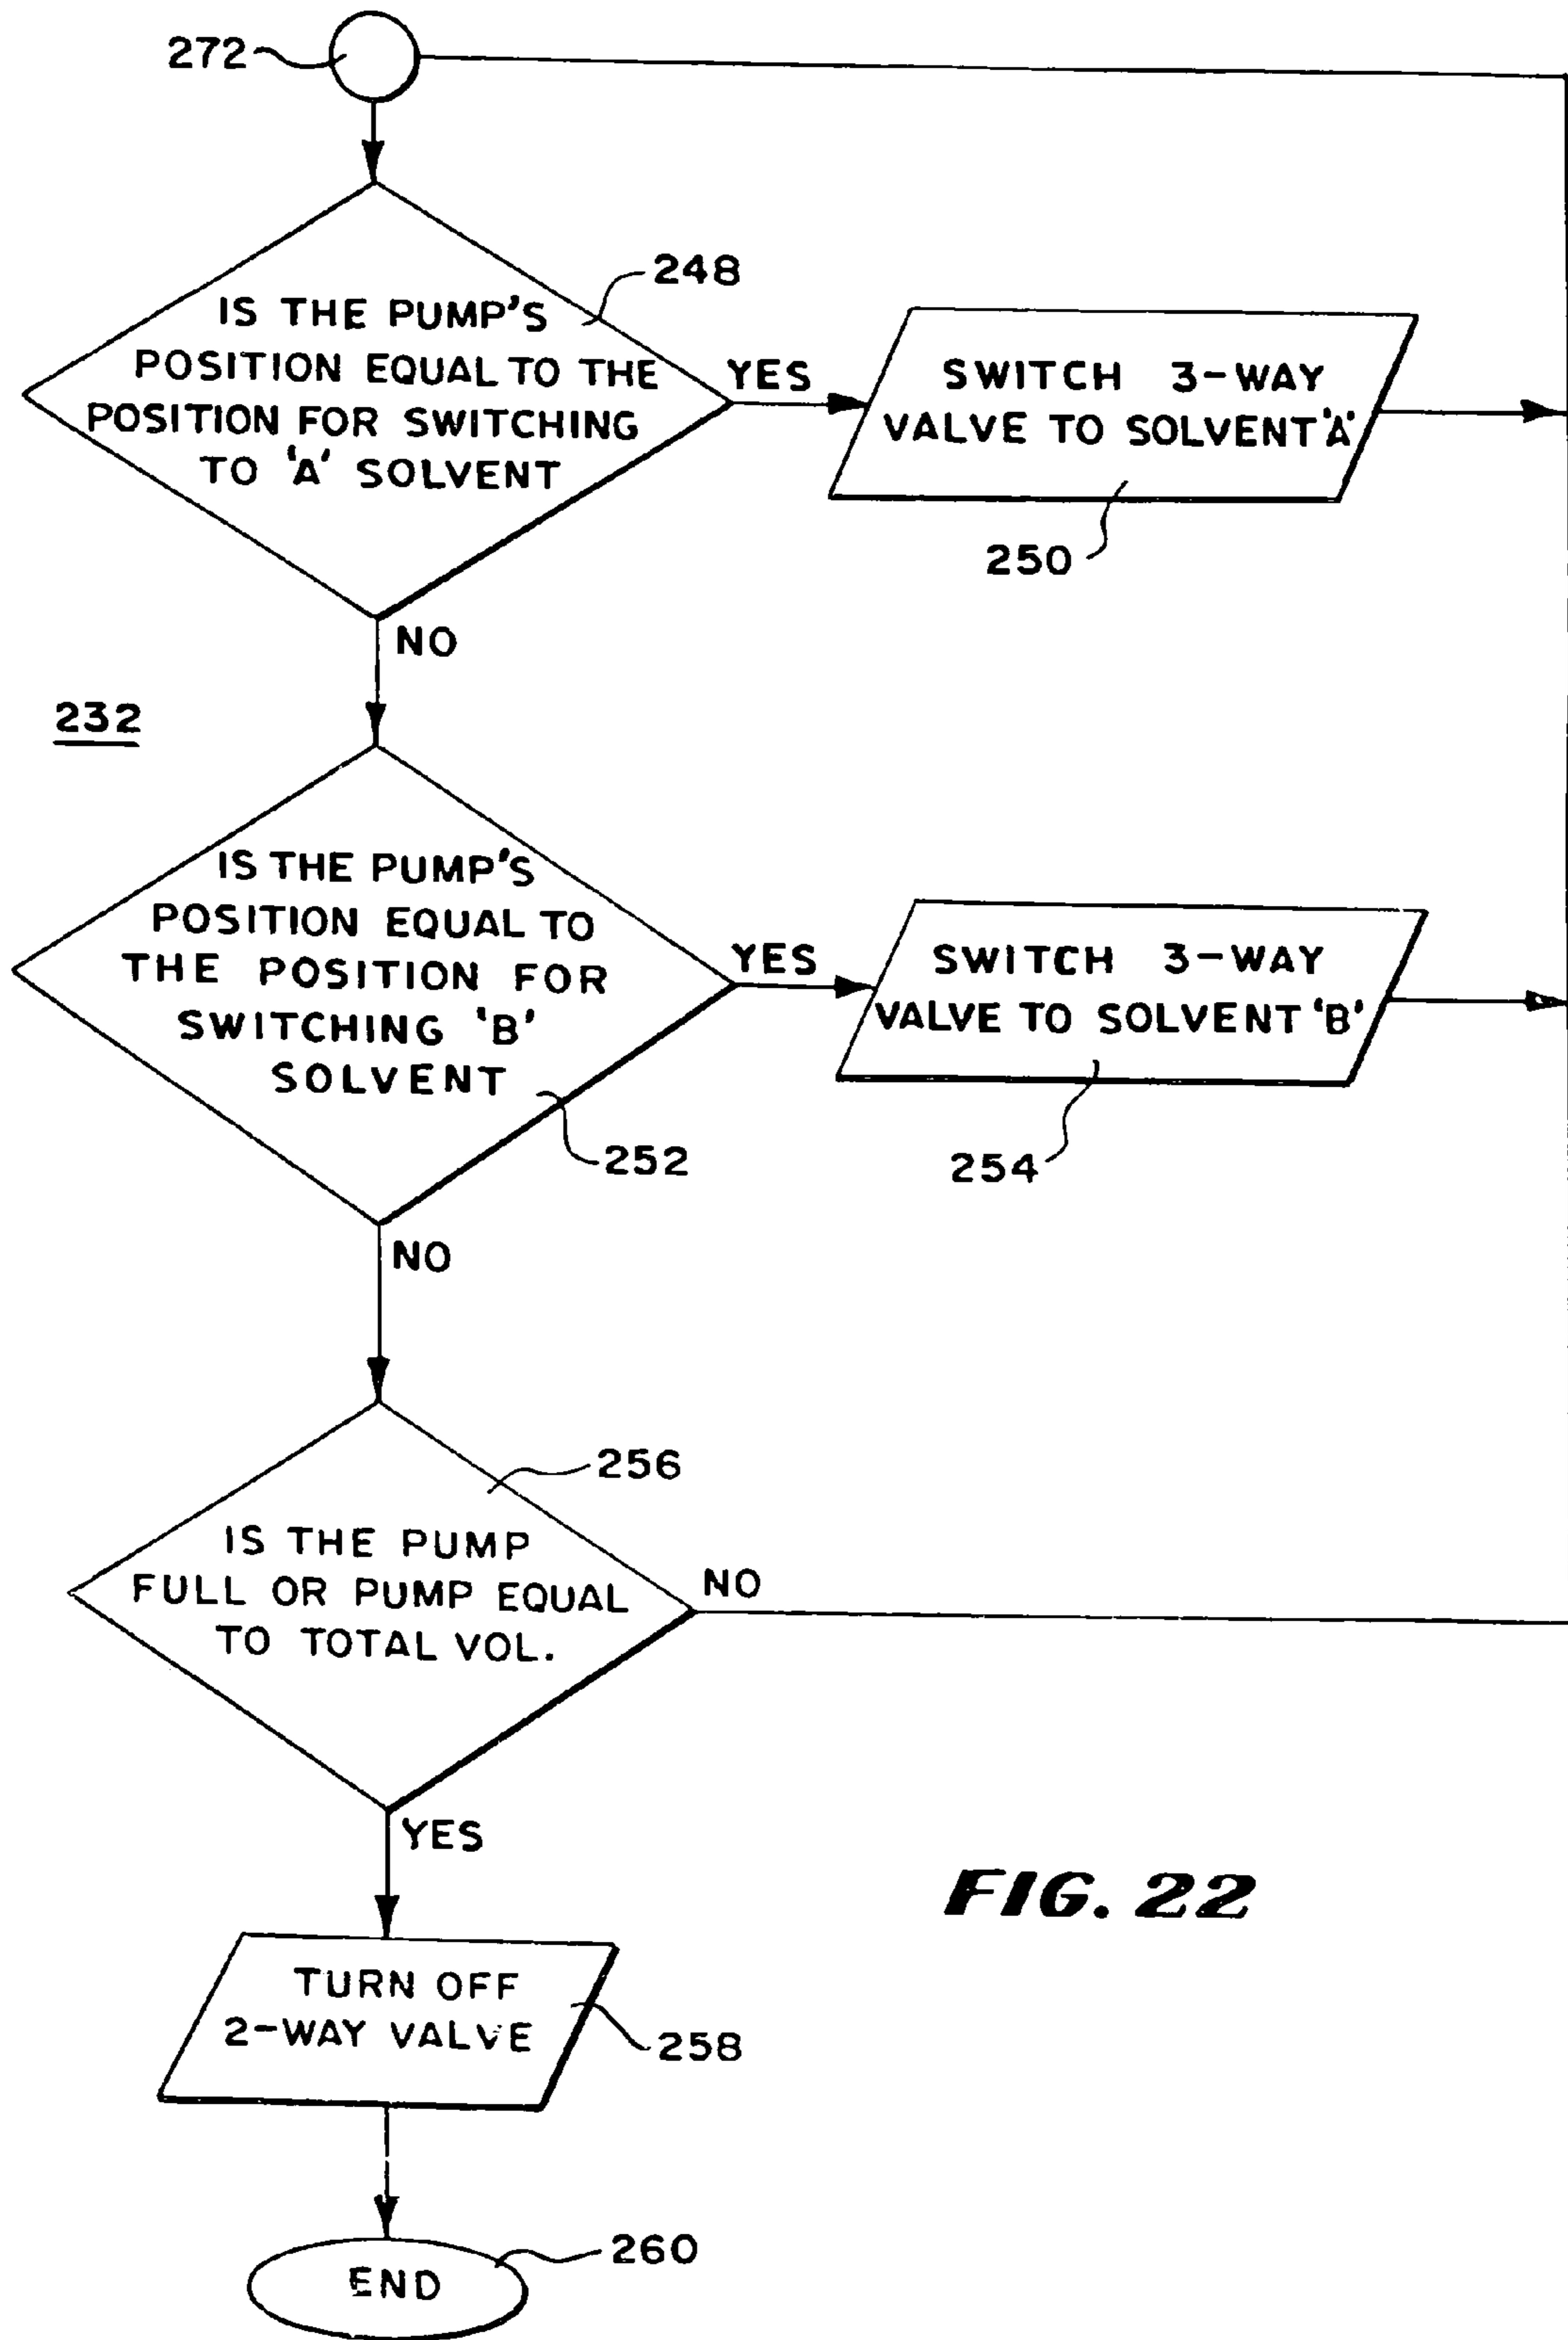 272
248
IS THE PUMP'S
POSITION EQUAL TO THE
POSITION FOR SWITCHING
TO 'A' SOLVENT
YES
SWITCH 3-WAY
VALVE TO SOLVENT 'A'
250
NO
232
IS THE PUMP'S
POSITION EQUAL TO
THE POSITION FOR
SWITCHING 'B'
SOLVENT
YES
SWITCH 3-WAY
VALVE TO SOLVENT 'B'
252
254
NO
256
IS THE PUMP
FULL OR PUMP EQUAL
TO TOTAL VOL.
NO
YES
FIG. 22
TURN OFF
2-WAY VALVE
258
260
END